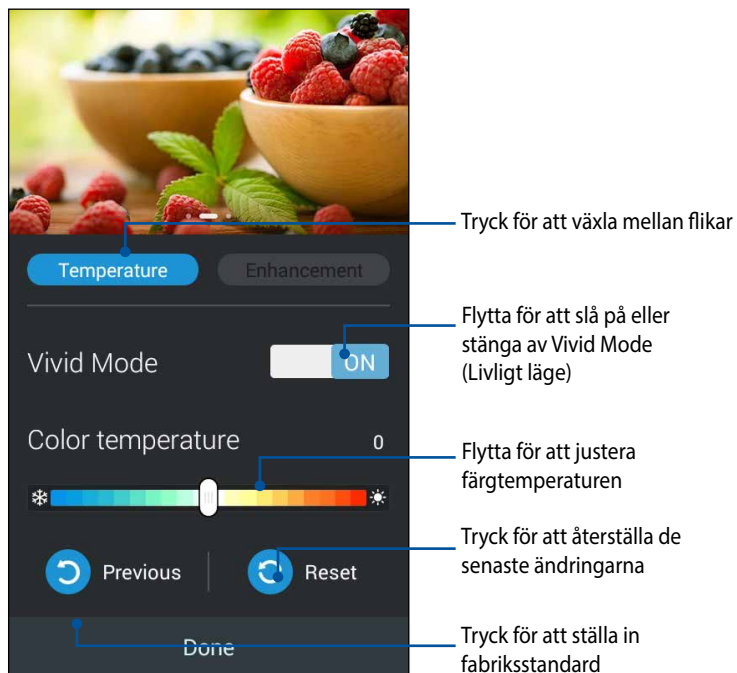 Tryck för att växla mellan flikar
Temperature
Enhancement
Flytta för att slå på eller
stänga av Vivid Mode
(Livligt läge)
Vivid Mode
ON
Color temperature
0
Flytta för att justera
färgtemperaturen
Tryck för att återställa de
senaste ändringarna
Previous
Reset
Done
Tryck för att ställa in
fabriksstandard